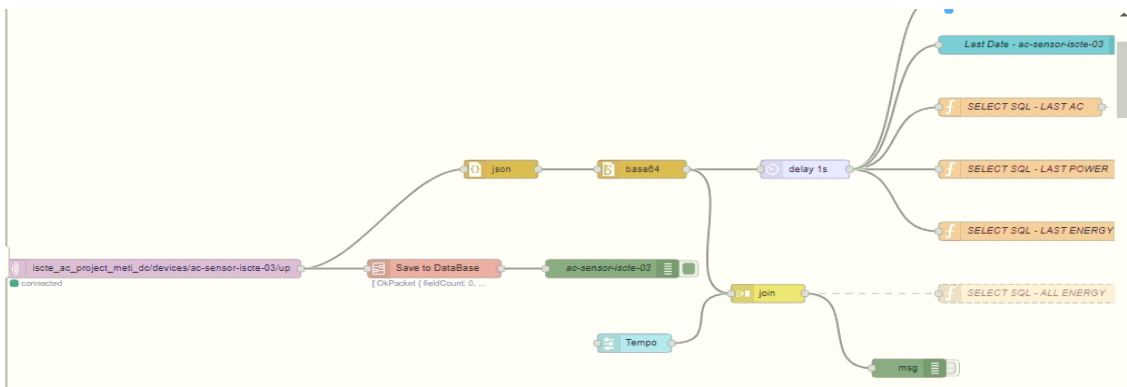 Last Date - ac-sensor-iscte-03
SELECT SQL - LAST AC
json
base64
delay 1s
SELECT SQL - LAST POWER
SELECT SQL - LAST ENERGY
iscte_ac_project_meti_dc/devices/ac-sensor-iscte-03/up
Save to DataBase
ac-sensor-iscte-03
connected
[ OkPacket { fieldCount: 0, ...
join
SELECT SQL - ALL ENERGY
Tempo
msg